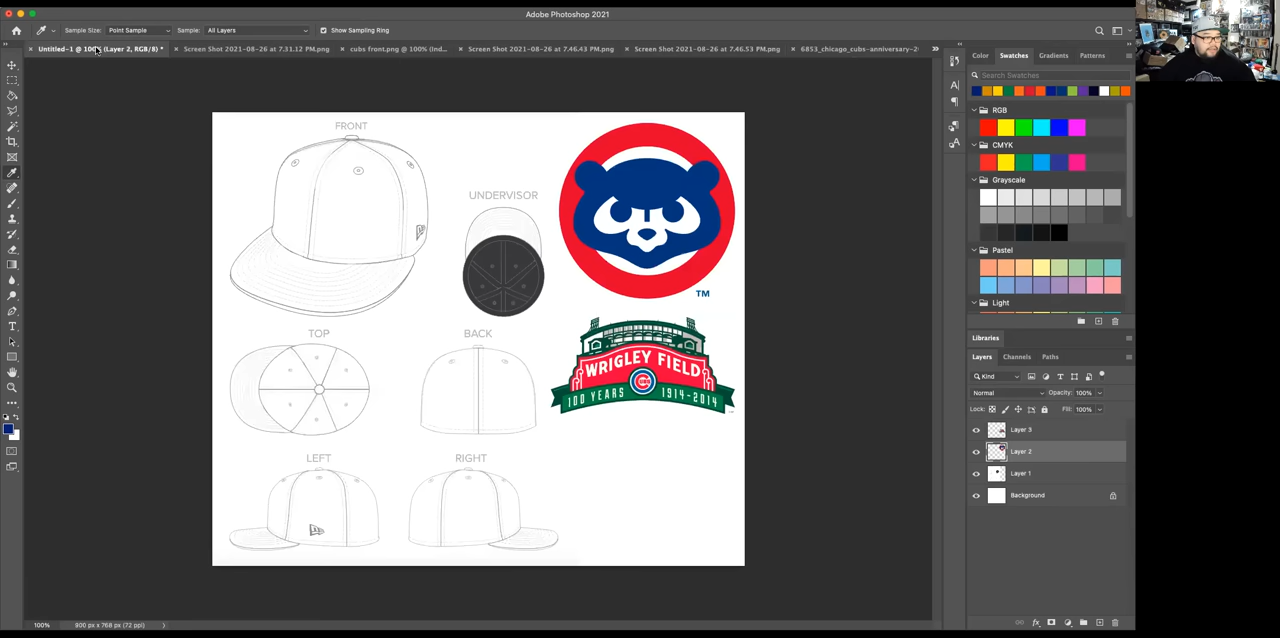 Adobe Photoshop 2021
Sample Size: Point Sample Sample: All Layers Show Sampling Ring
Untitled-1 @ 100% (Layer 2, RGB/8) *
Screen Shot 2021-08-26 at 7.31.12 PM.png
cubs front.png @ 100% (Ind...
Screen Shot 2021-08-26 at 7.46.43 PM.png
Screen Shot 2021-08-26 at 7.46.53 PM.png
6853_chicago_cubs-anniversary-2
Color Swatches Gradients Patterns
Search Swatches
RGB
CMYK
Grayscale
Pastel
Light
Libraries
Layers Channels Paths
Kind
Normal Opacity: 100%
Lock: Fill: 100%
Layer 3
Layer 2
Layer 1
Background
FRONT
UNDERVISOR
TM
TOP
BACK
WRIGLEY FIELD
100 YEARS 1914-2014
LEFT
RIGHT
100% 900 px x 768 px (72 ppi)